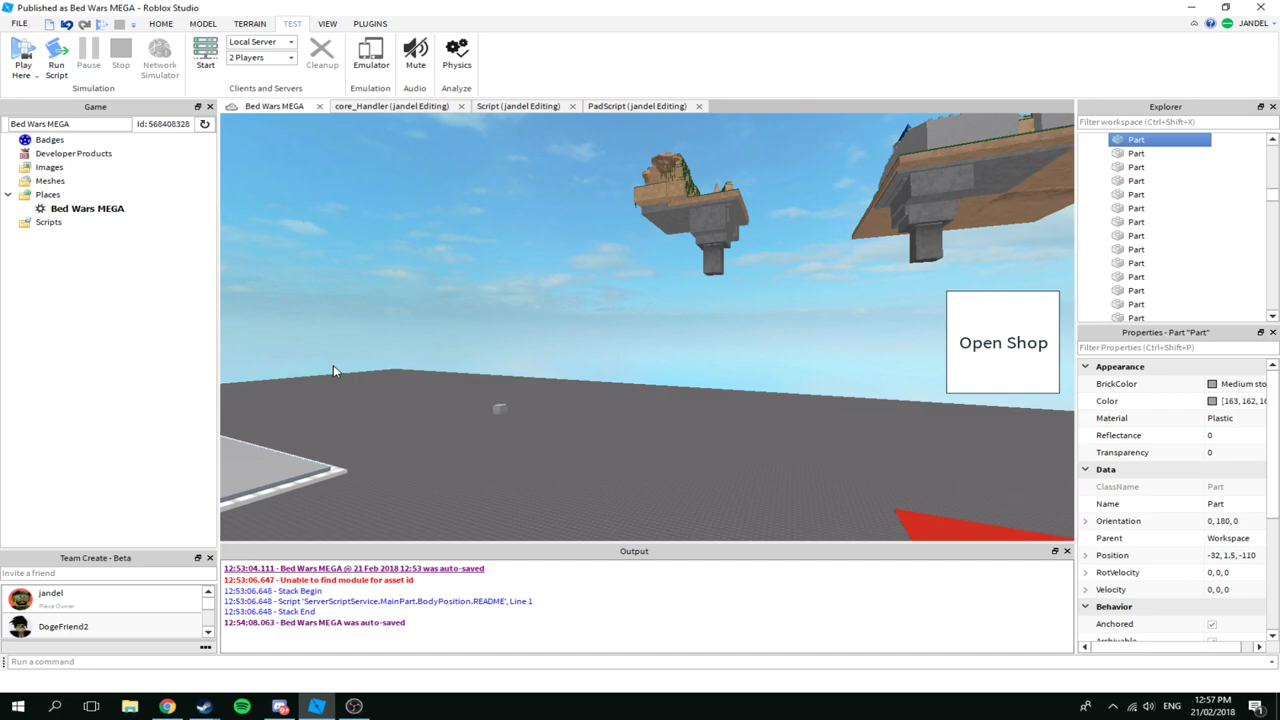 Published as Bed Wars MEGA - Roblox Studio
FILE HOME MODEL TERRAIN TEST VIEW PLUGINS JANDEL
Play Here Run Script Pause Stop Network Simulator Start Local Server 2 Players Cleanup Emulator Mute Physics
Simulation Clients and Servers Emulation Audio Analyze
Game Bed Wars MEGA core_Handler (jandel Editing) Script (jandel Editing) PadScript (jandel Editing) Explorer
Bed Wars MEGA Id: 568408328
Filter workspace (Ctrl+Shift+X)
Badges
Developer Products
Images
Meshes
Places
Bed Wars MEGA
Scripts
Part
Part
Part
Part
Part
Part
Part
Part
Part
Part
Part
Part
Part
Part
Open Shop
Properties - Part "Part"
Filter Properties (Ctrl+Shift+P)
Appearance
BrickColor Medium sto
Color [163, 162, 16
Material Plastic
Reflectance 0
Transparency 0
Data
ClassName Part
Name Part
Orientation 0, 180, 0
Parent Workspace
Position -32, 1.5, -110
RotVelocity 0, 0, 0
Velocity 0, 0, 0
Behavior
Anchored
Archivable
Output
12:53:04.111 - Bed Wars MEGA @ 21 Feb 2018 12:53 was auto-saved
12:53:06.647 - Unable to find module for asset id
12:53:06.648 - Stack Begin
12:53:06.648 - Script 'ServerScriptService.MainPart.BodyPosition.README', Line 1
12:53:06.648 - Stack End
12:54:08.063 - Bed Wars MEGA was auto-saved
Team Create - Beta
Invite a friend
jandel
Place Owner
DogeFriend2
Run a command
ENG 12:57 PM
21/02/2018
1